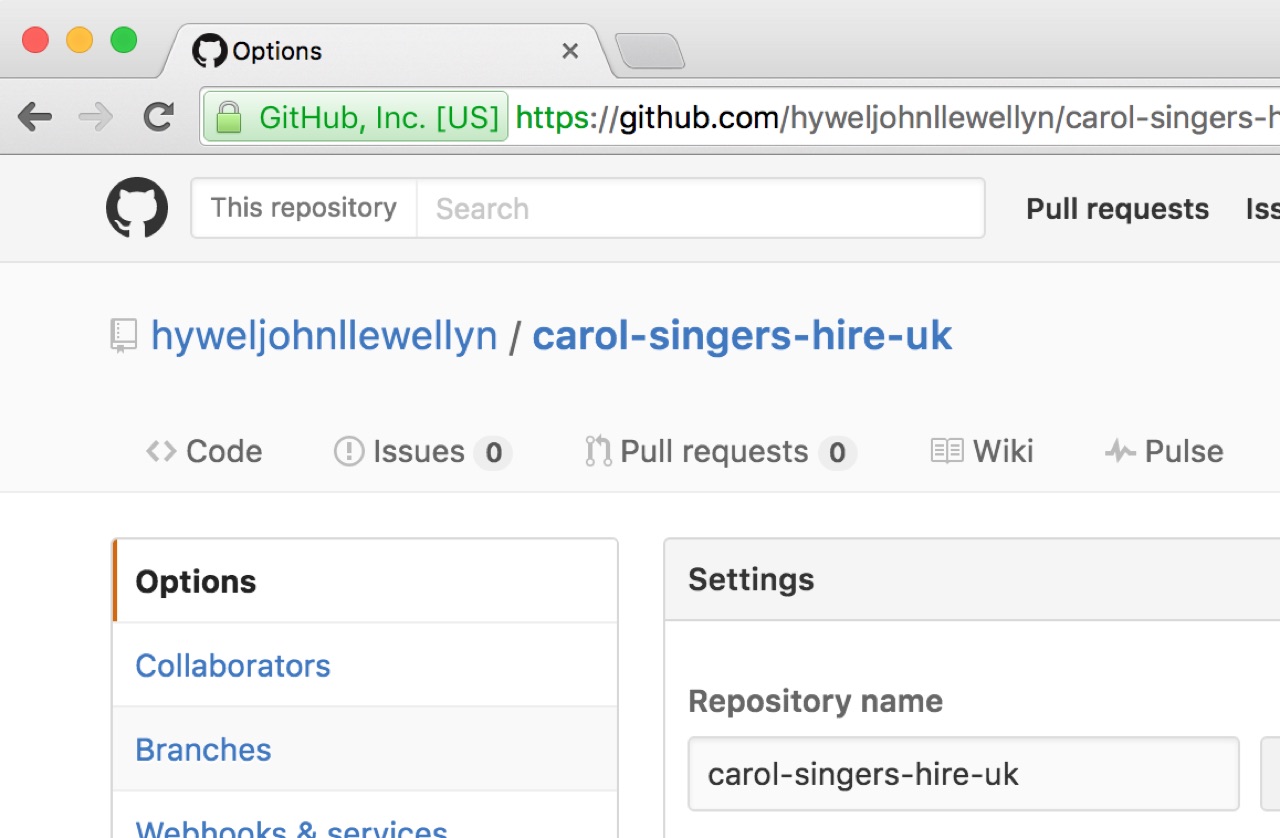 Options
GitHub, Inc. [US] https://github.com/hyweljohnllewellyn/carol-singers-h
This repository Search Pull requests Iss
hyweljohnllewellyn / carol-singers-hire-uk
Code Issues 0 Pull requests 0 Wiki Pulse
Options
Settings
Collaborators
Repository name
Branches
carol-singers-hire-uk
Webhooks & services